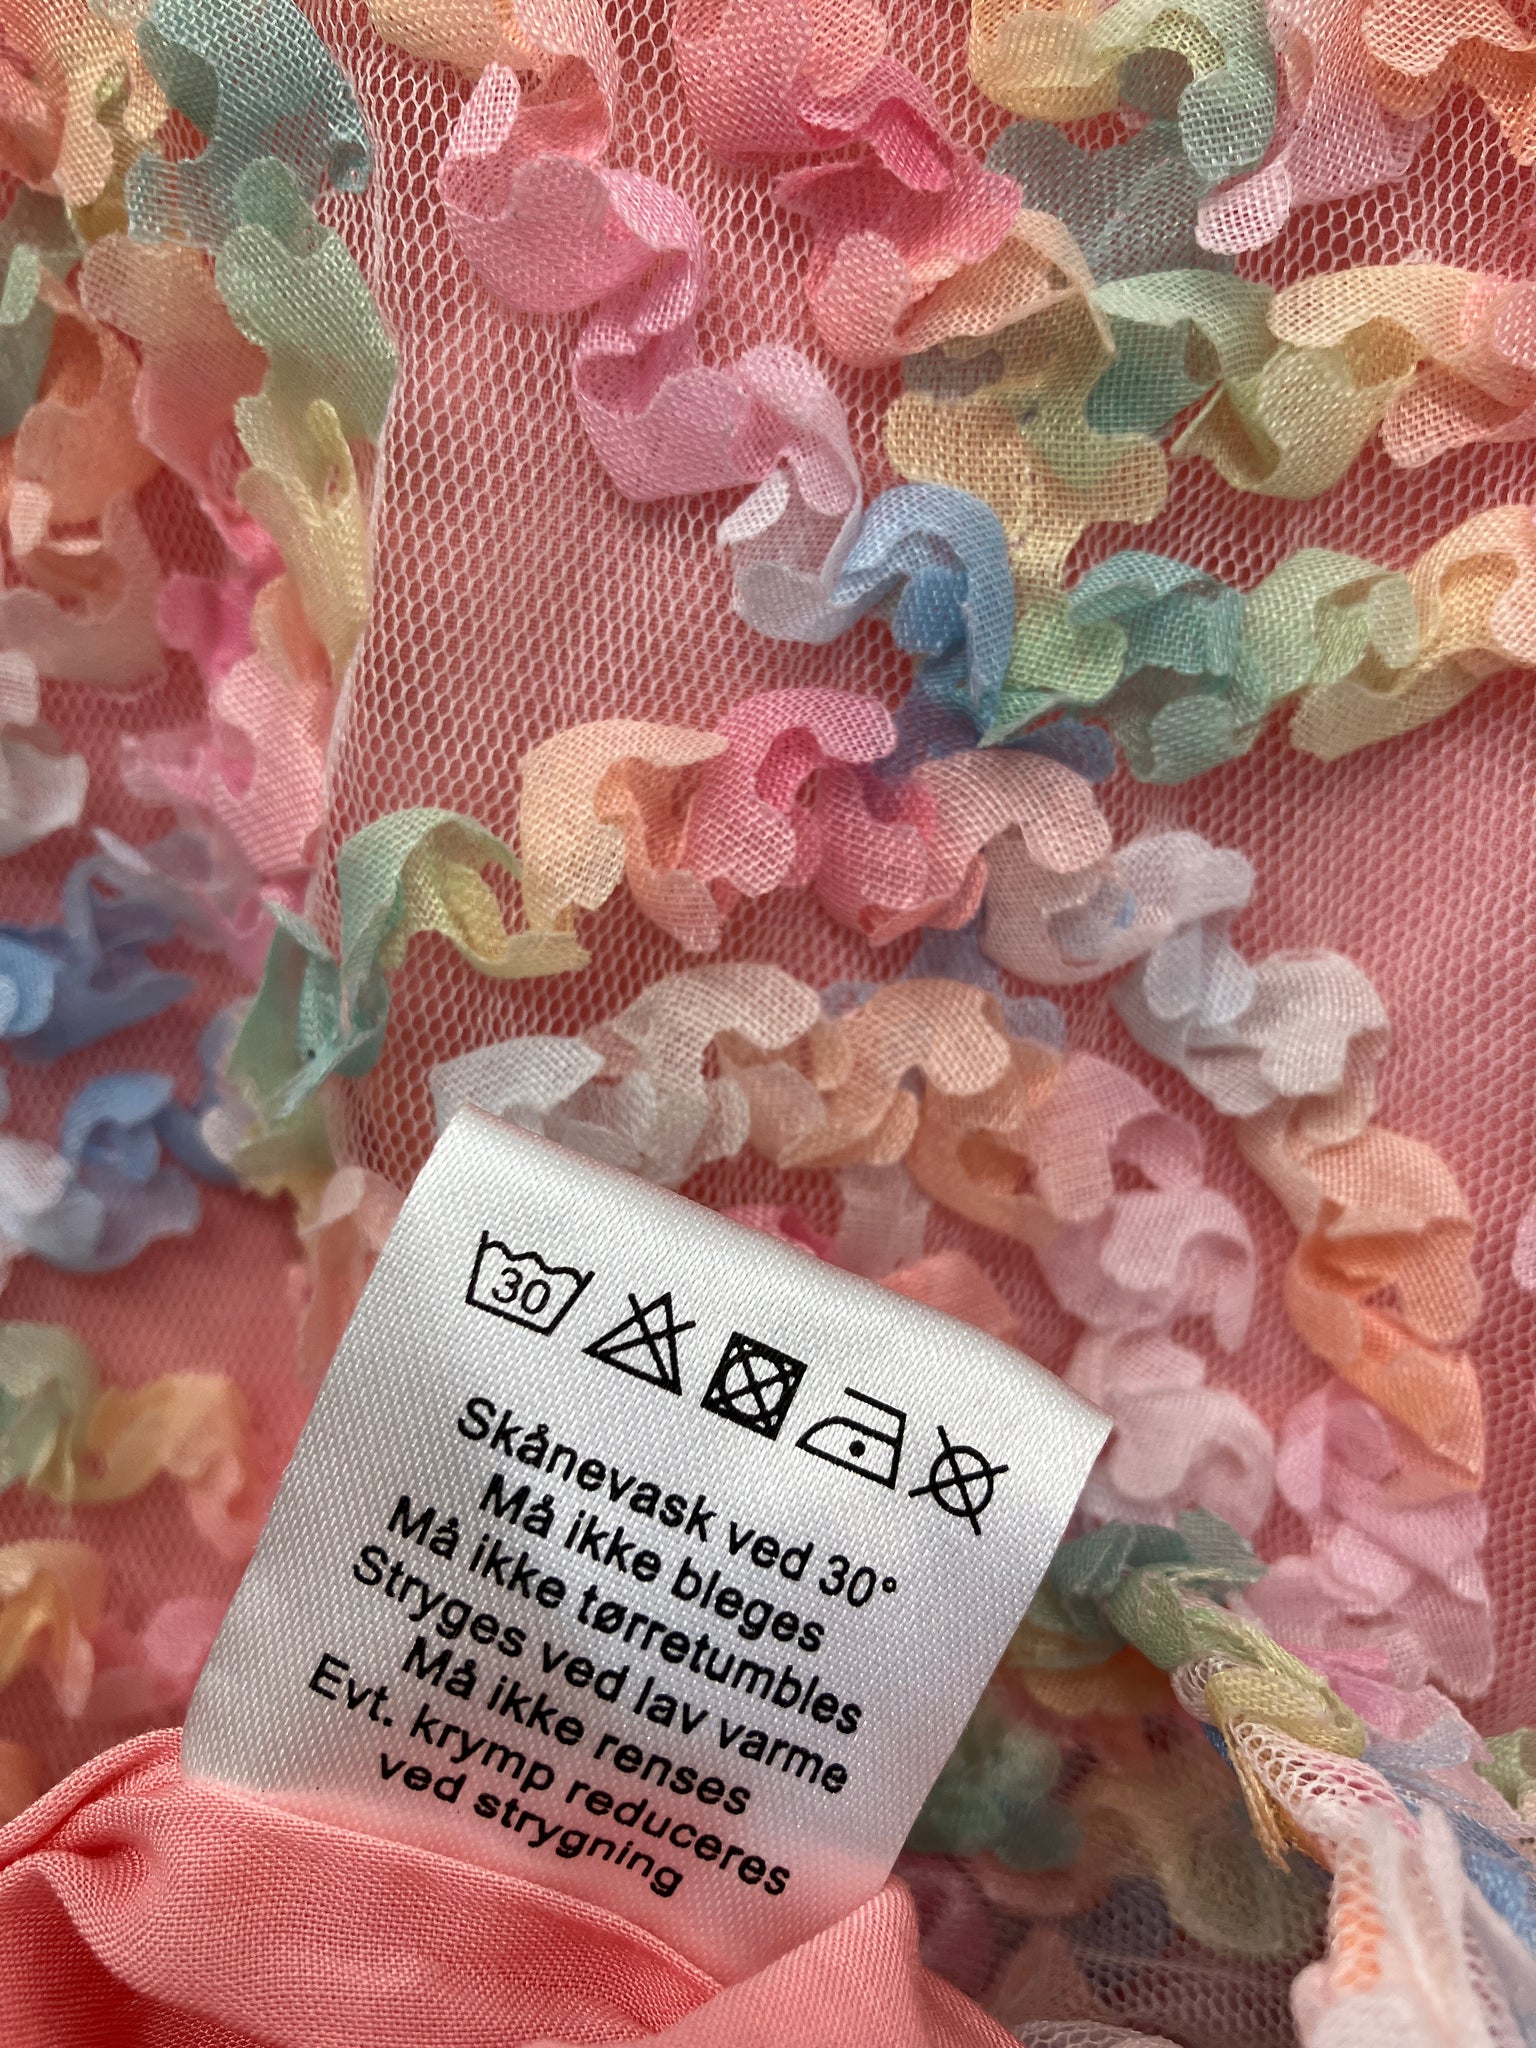 30
Skånevask ved 30°
Må ikke bleges
Må ikke tørretumbles
Stryges ved lav varme
Må ikke renses
Evt. krymp reduceres
ved strygning